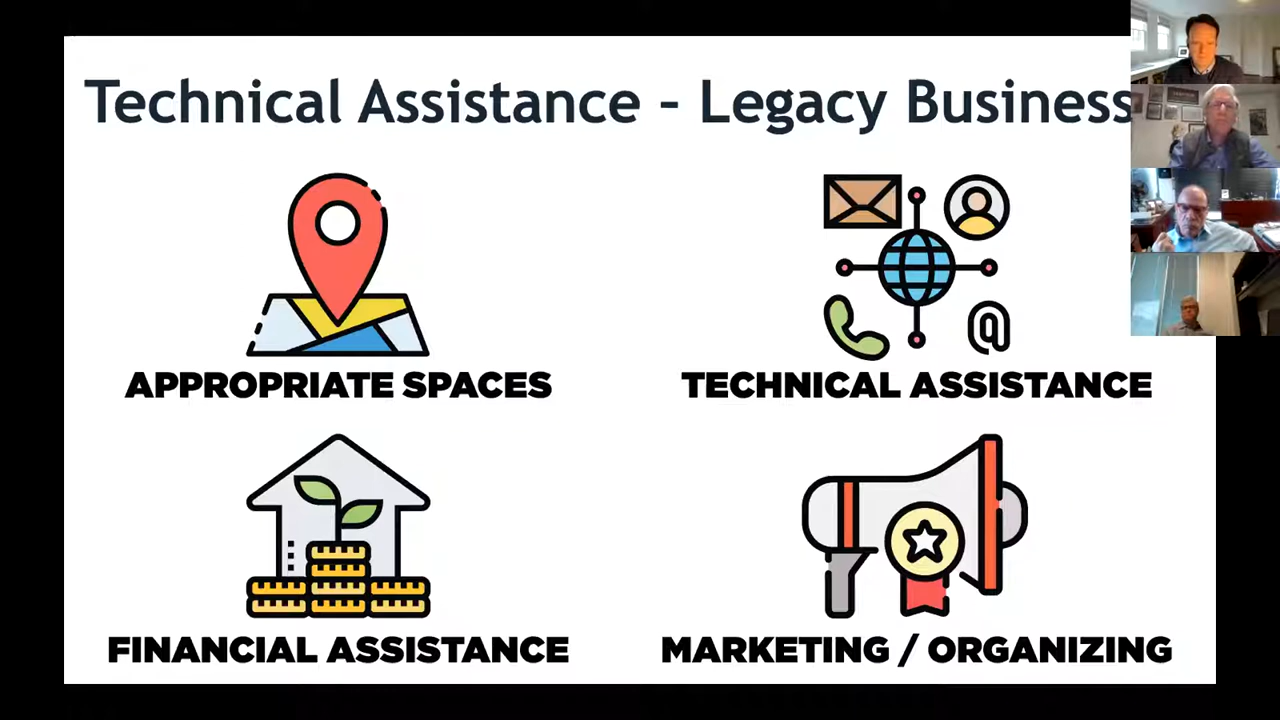 Technical Assistance – Legacy Business
APPROPRIATE SPACES
TECHNICAL ASSISTANCE
FINANCIAL ASSISTANCE
MARKETING / ORGANIZING